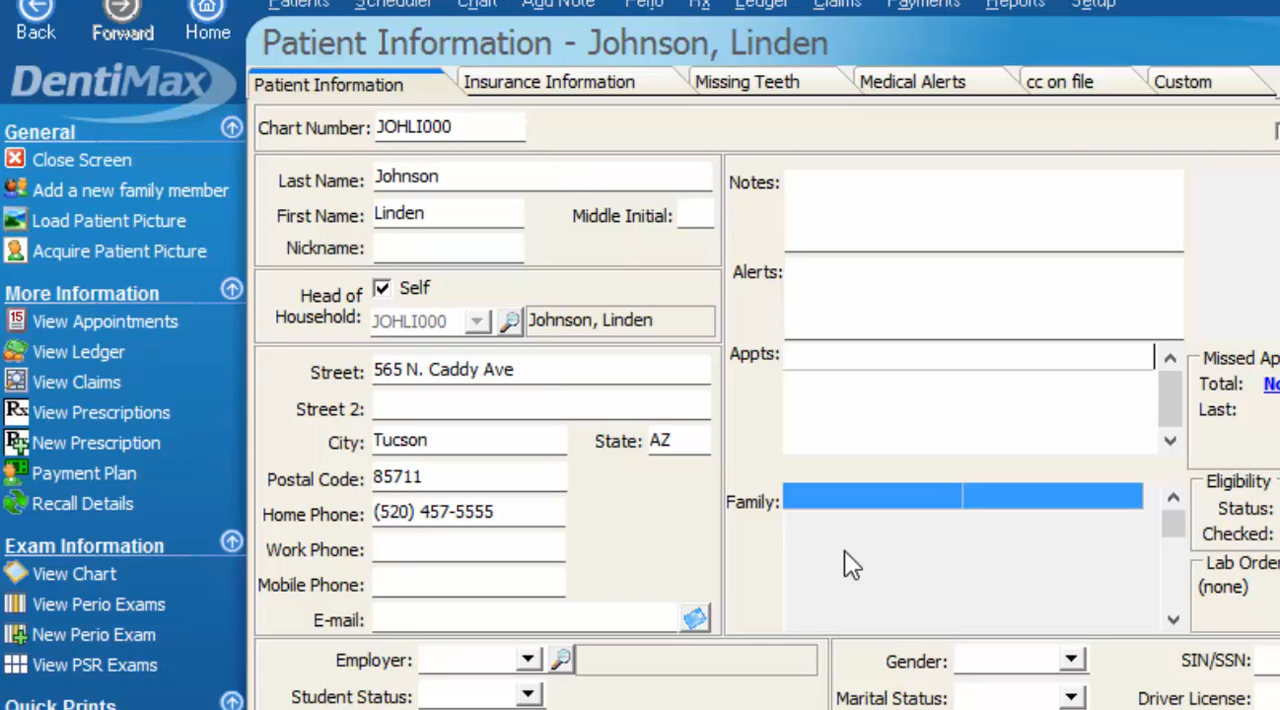 Patients Scheduler Chart Add Note Perio Rx Ledger Claims Payments Reports Setup
Back Forward Home
Patient Information - Johnson, Linden
DentiMax
Patient Information Insurance Information Missing Teeth Medical Alerts cc on file Custom
General
Close Screen
Add a new family member
Load Patient Picture
Acquire Patient Picture
More Information
15 View Appointments
View Ledger
View Claims
Rx View Prescriptions
New Prescription
Payment Plan
Recall Details
Exam Information
View Chart
View Perio Exams
New Perio Exam
View PSR Exams
Quick Prints
Chart Number: JOHLI000
Last Name: Johnson
First Name: Linden Middle Initial:
Nickname:
Head of
Household:
Self
JOHLI000 Johnson, Linden
Street: 565 N. Caddy Ave
Street 2:
City: Tucson State: AZ
Postal Code: 85711
Home Phone: (520) 457-5555
Work Phone:
Mobile Phone:
E-mail:
Employer:
Student Status:
Notes:
Alerts:
Appts:
Family:
Missed Ap
Total: No
Last:
Eligibility
Status:
Checked:
Lab Orde
(none)
Gender: SIN/SSN:
Marital Status: Driver License: